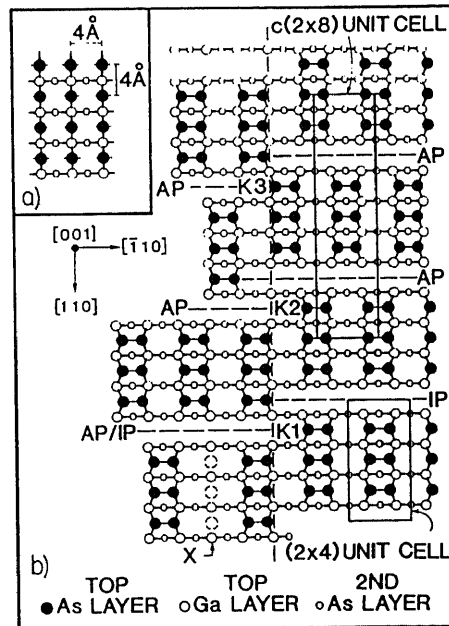 c(2x8) UNIT CELL
4Å
4Å
a)
AP
AP K3
[001]
[1̄10]
[110]
AP
AP K2
IP
AP/IP K1
X
(2x4) UNIT CELL
b)
TOP TOP 2ND
As LAYER Ga LAYER As LAYER